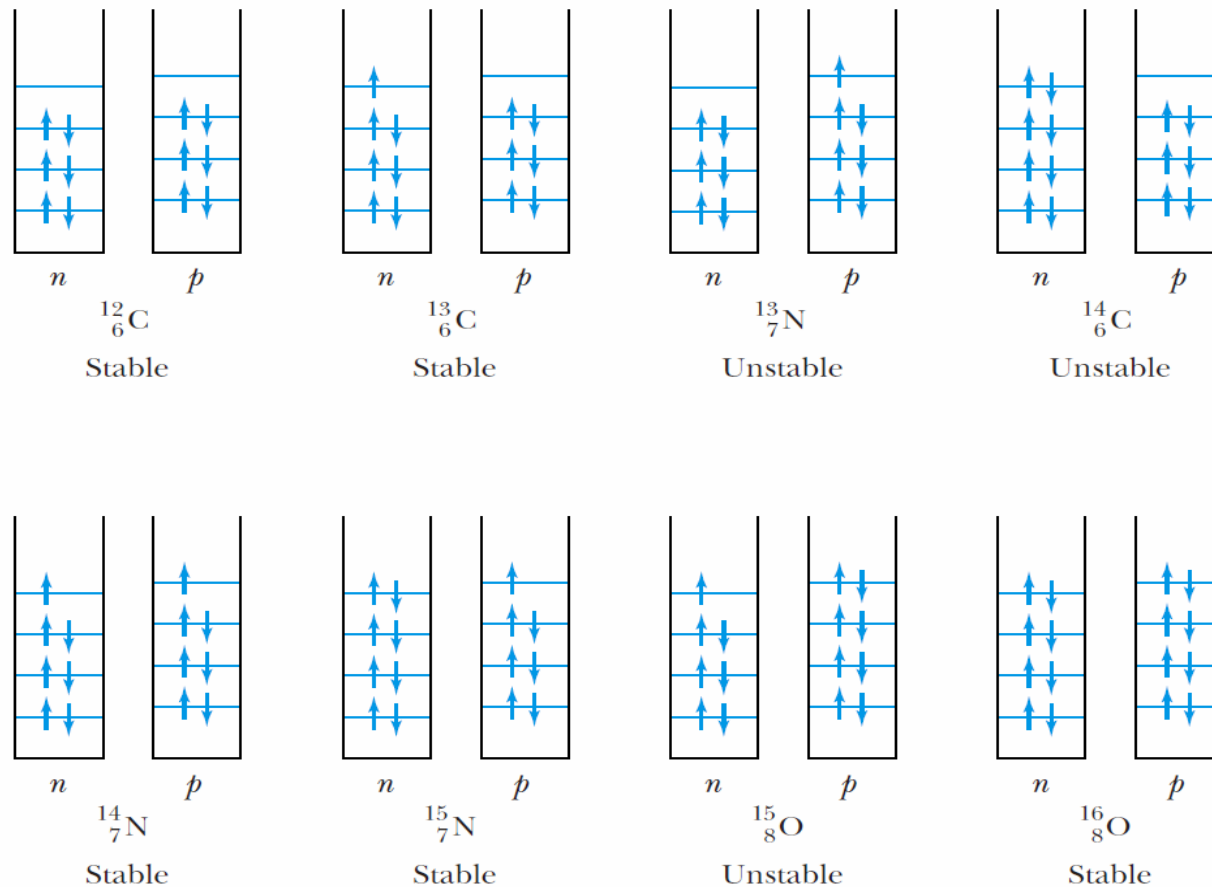 n p n p n p n p
¹²₆C ¹³₆C ¹³₇N ¹⁴₆C
Stable Stable Unstable Unstable
n p n p n p n p
¹⁴₇N ¹⁵₇N ¹⁵₈O ¹⁶₈O
Stable Stable Unstable Stable